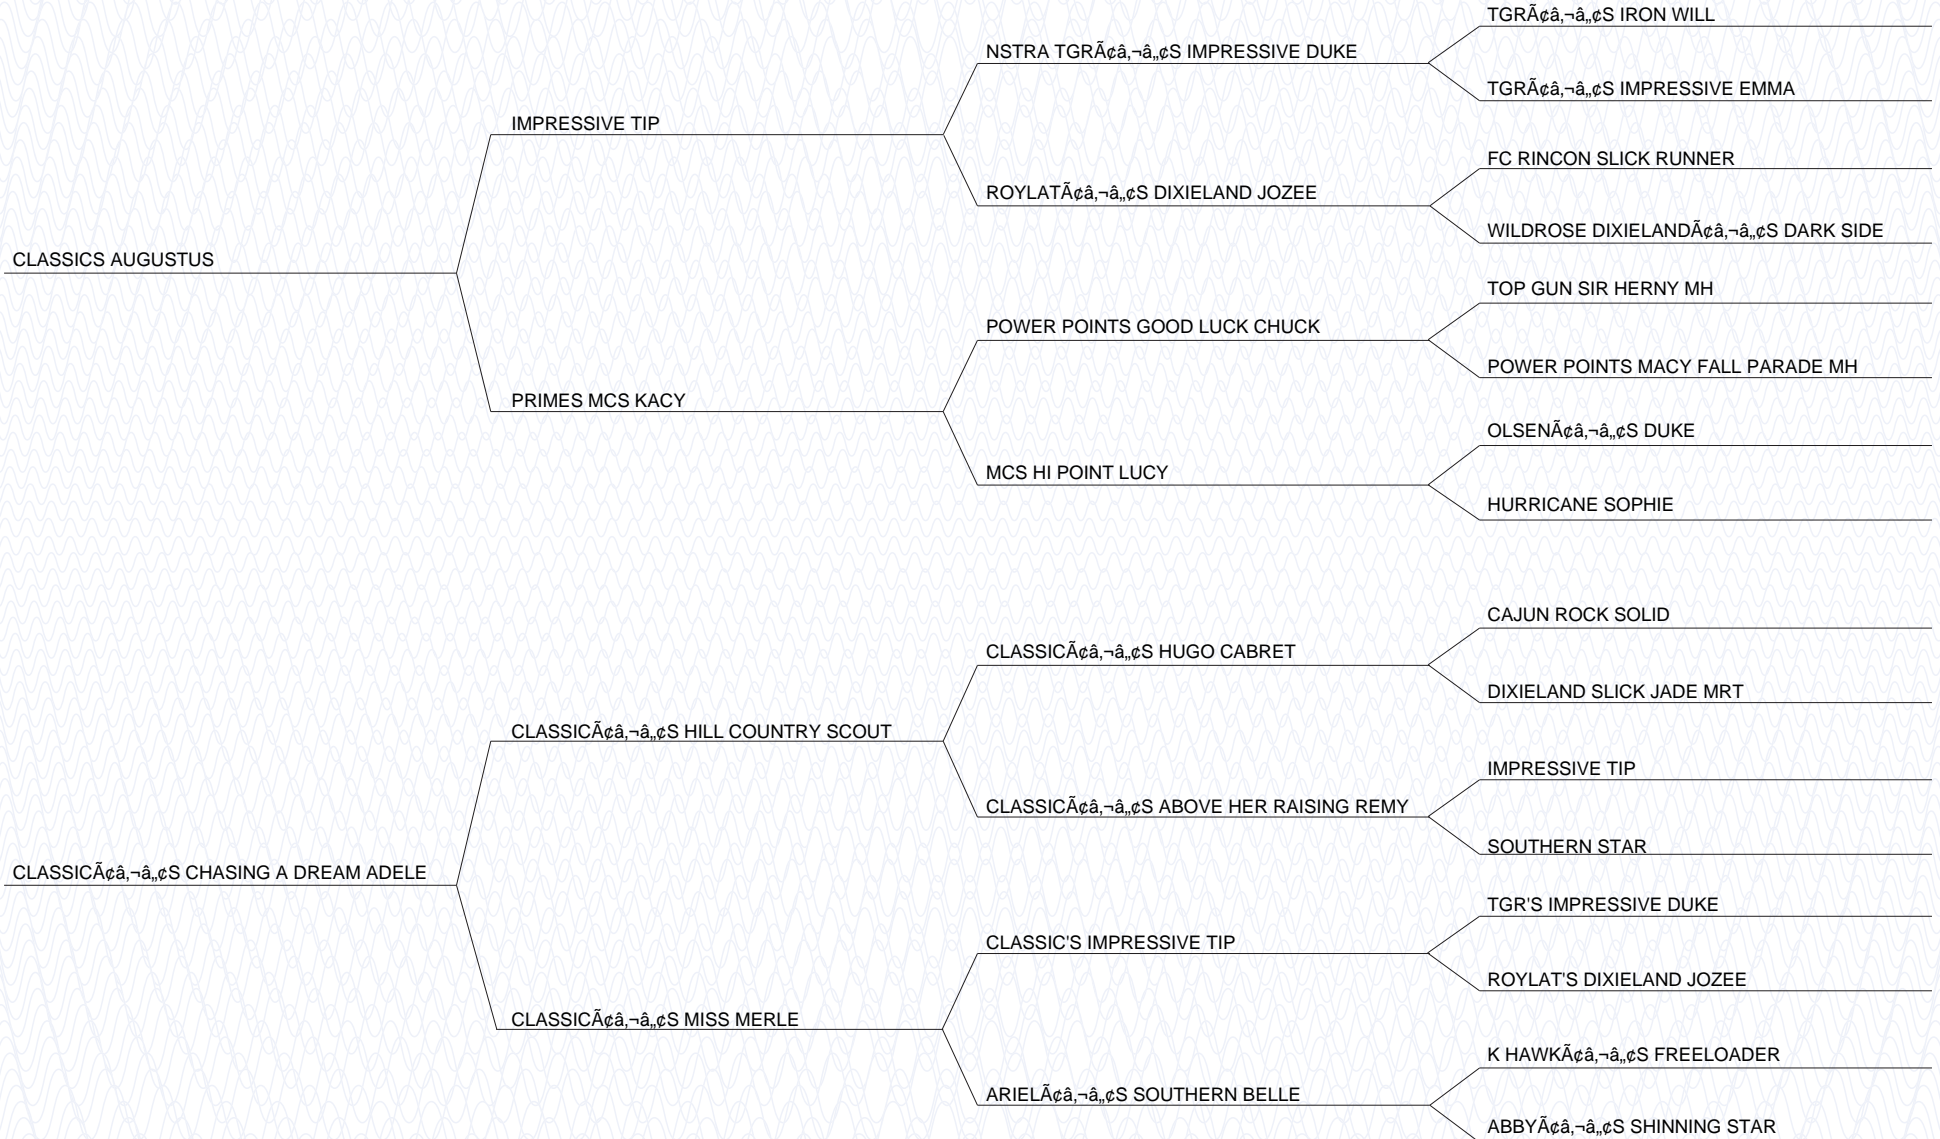 TGRÃ¢â‚¬â„¢S IRON WILL
NSTRA TGRÃ¢â‚¬â„¢S IMPRESSIVE DUKE
TGRÃ¢â‚¬â„¢S IMPRESSIVE EMMA
IMPRESSIVE TIP
FC RINCON SLICK RUNNER
ROYLATÃ¢â‚¬â„¢S DIXIELAND JOZEE
WILDROSE DIXIELANDÃ¢â‚¬â„¢S DARK SIDE
CLASSICS AUGUSTUS
TOP GUN SIR HERNY MH
POWER POINTS GOOD LUCK CHUCK
POWER POINTS MACY FALL PARADE MH
PRIMES MCS KACY
OLSENÃ¢â‚¬â„¢S DUKE
MCS HI POINT LUCY
HURRICANE SOPHIE
CAJUN ROCK SOLID
CLASSICÃ¢â‚¬â„¢S HUGO CABRET
DIXIELAND SLICK JADE MRT
CLASSICÃ¢â‚¬â„¢S HILL COUNTRY SCOUT
IMPRESSIVE TIP
CLASSICÃ¢â‚¬â„¢S ABOVE HER RAISING REMY
SOUTHERN STAR
CLASSICÃ¢â‚¬â„¢S CHASING A DREAM ADELE
TGR'S IMPRESSIVE DUKE
CLASSIC'S IMPRESSIVE TIP
ROYLAT'S DIXIELAND JOZEE
CLASSICÃ¢â‚¬â„¢S MISS MERLE
K HAWKÃ¢â‚¬â„¢S FREELOADER
ARIELÃ¢â‚¬â„¢S SOUTHERN BELLE
ABBYÃ¢â‚¬â„¢S SHINNING STAR